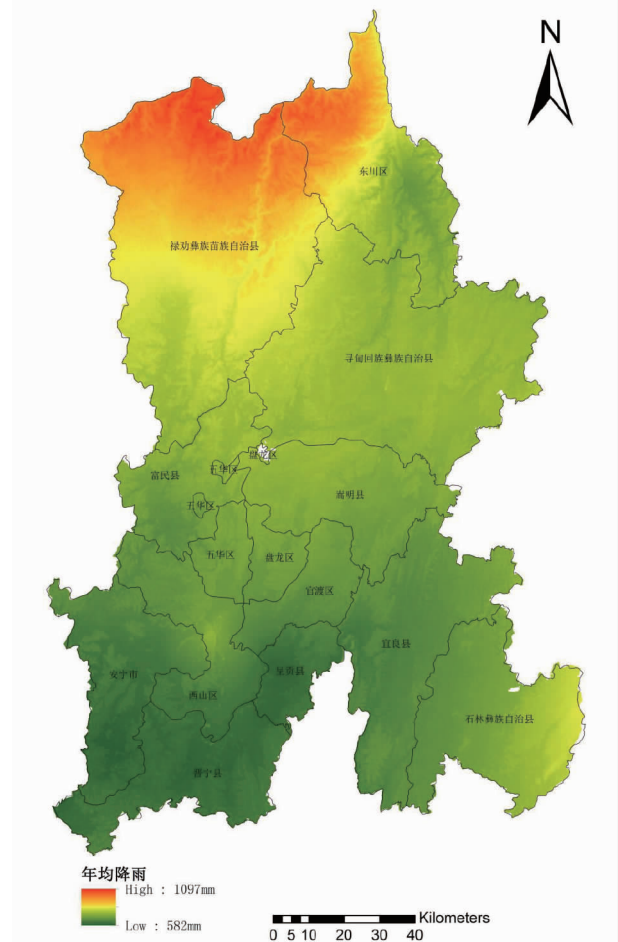 N
东川区
禄劝彝族苗族自治县
寻甸回族彝族自治县
盘龙区
五华区
富民县
嵩明县
五华区
五华区
盘龙区
官渡区
宜良县
安宁市
呈贡县
西山区
石林彝族自治县
晋宁县
年均降雨
High : 1097mm
Low : 582mm
Kilometers
0 5 10 20 30 40